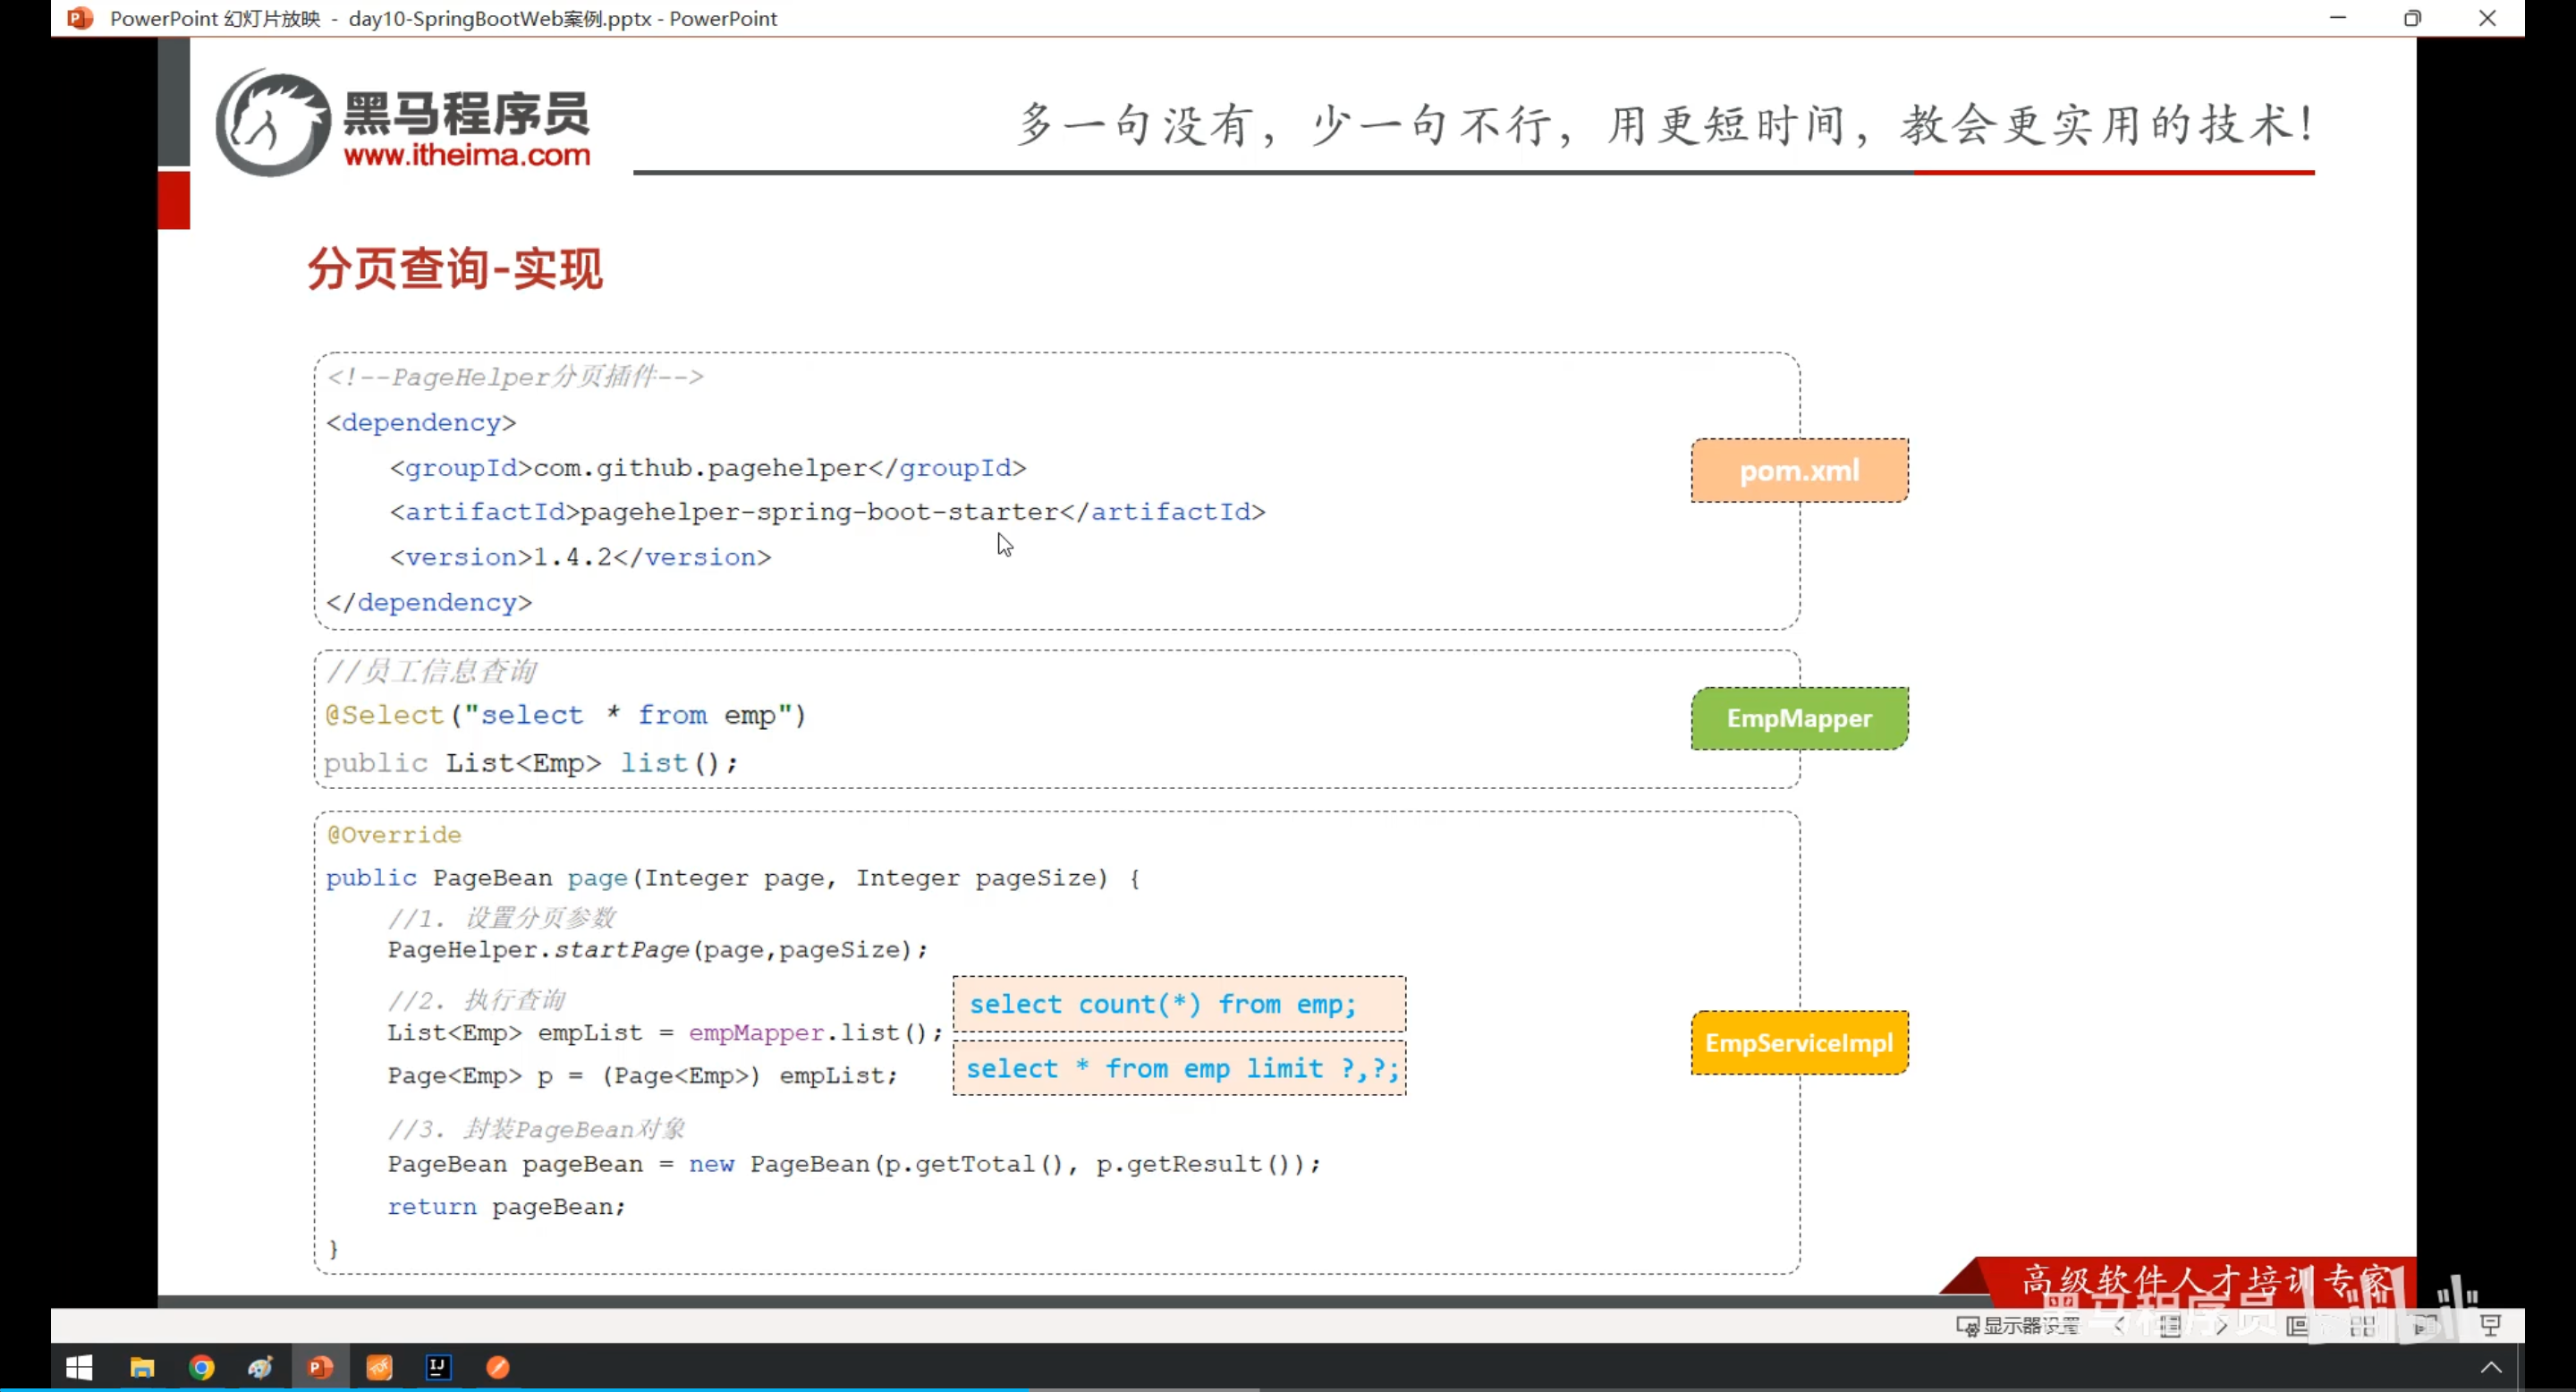 PowerPoint 幻灯片放映 - day10-SpringBootWeb案例.pptx - PowerPoint
黑马程序员
www.itheima.com
多一句没有，少一句不行，用更短时间，教会更实用的技术！
分页查询-实现
<!--PageHelper分页插件-->
<dependency>
    <groupId>com.github.pagehelper</groupId>
    <artifactId>pagehelper-spring-boot-starter</artifactId>
    <version>1.4.2</version>
</dependency>
pom.xml
//员工信息查询
@Select("select * from emp")
public List<Emp> list();
EmpMapper
@Override
public PageBean page(Integer page, Integer pageSize) {
    //1. 设置分页参数
    PageHelper.startPage(page,pageSize);
    //2. 执行查询
    List<Emp> empList = empMapper.list();
    Page<Emp> p = (Page<Emp>) empList;
select count(*) from emp;
select * from emp limit ?,?;
    //3. 封装PageBean对象
    PageBean pageBean = new PageBean(p.getTotal(), p.getResult());
    return pageBean;
}
EmpServiceImpl
高级软件人才培训专家
黑马程序员
显示器设置